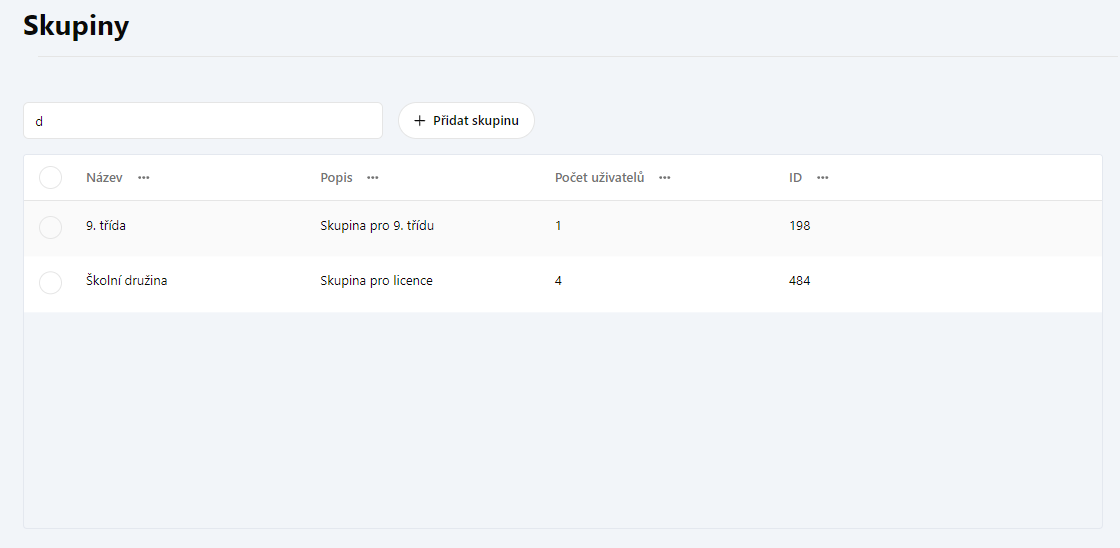 Skupiny
d
+ Přidat skupinu
Název ••• Popis ••• Počet uživatelů ••• ID •••
9. třída Skupina pro 9. třídu 1 198
Školní družina Skupina pro licence 4 484